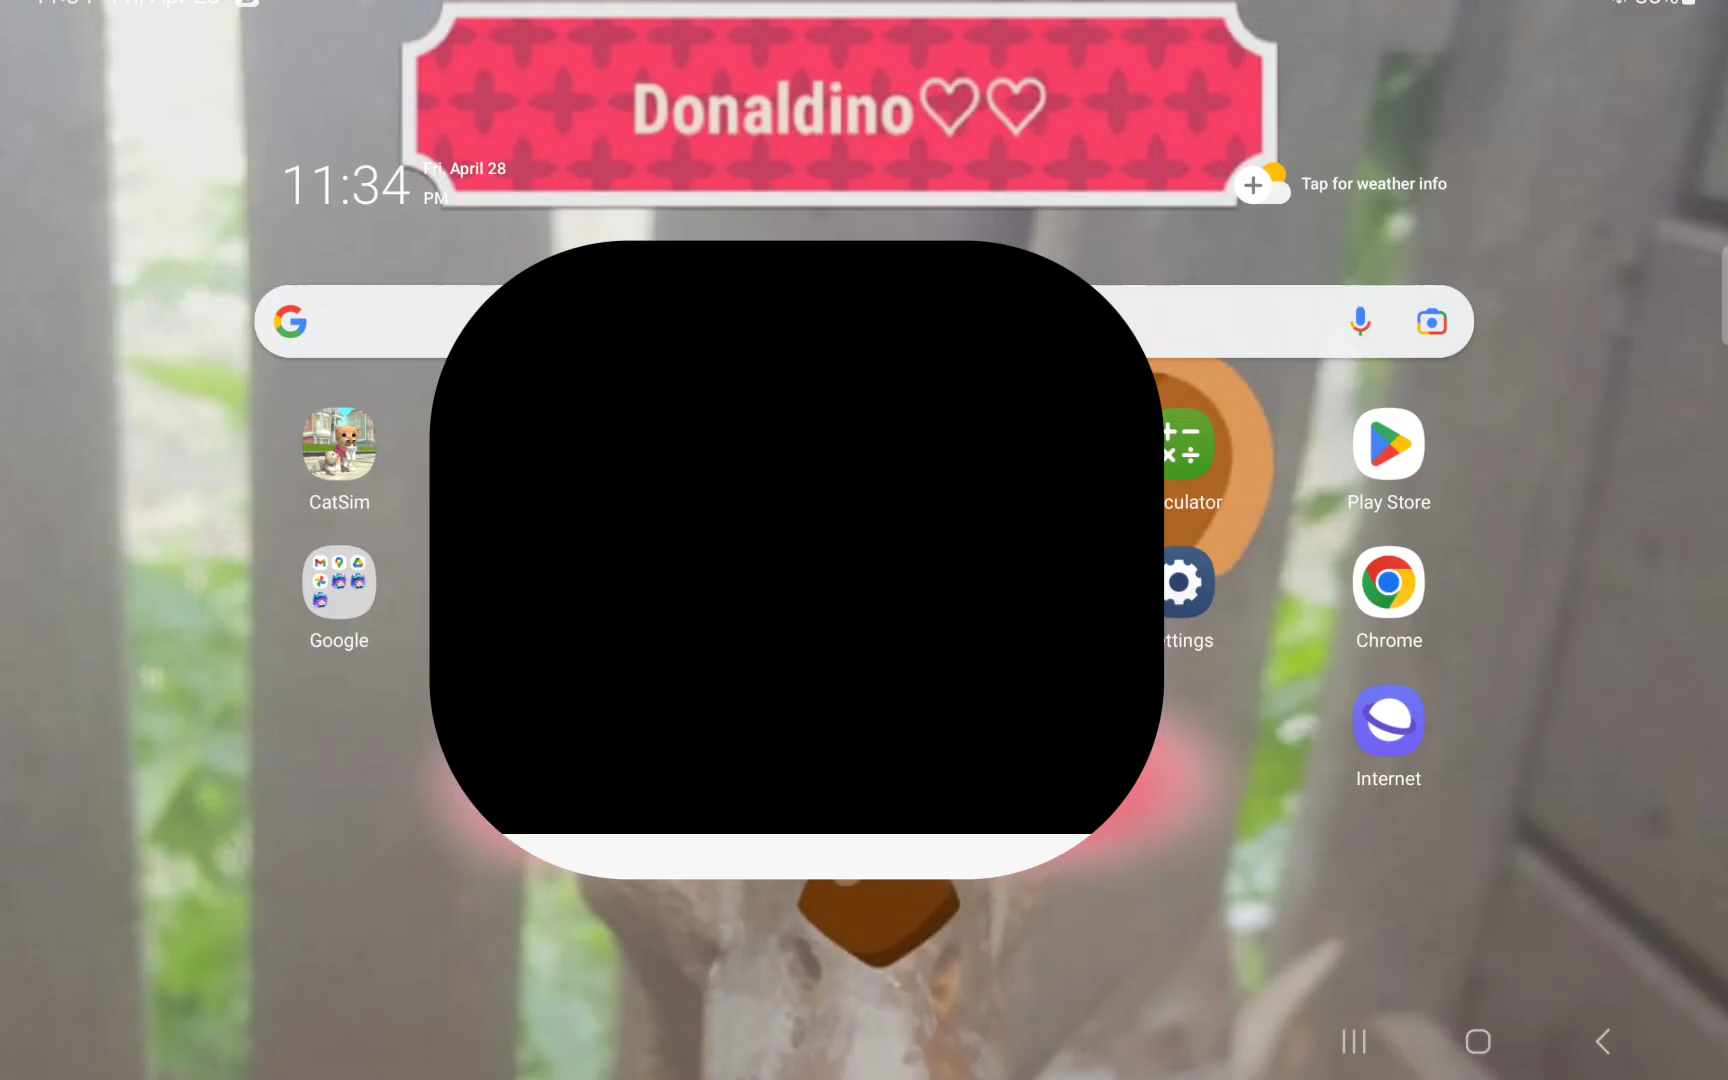 Donaldino♡♡
11:34
Fri, April 28
PM
Tap for weather info
CatSim
culator
Play Store
Google
ttings
Chrome
Internet